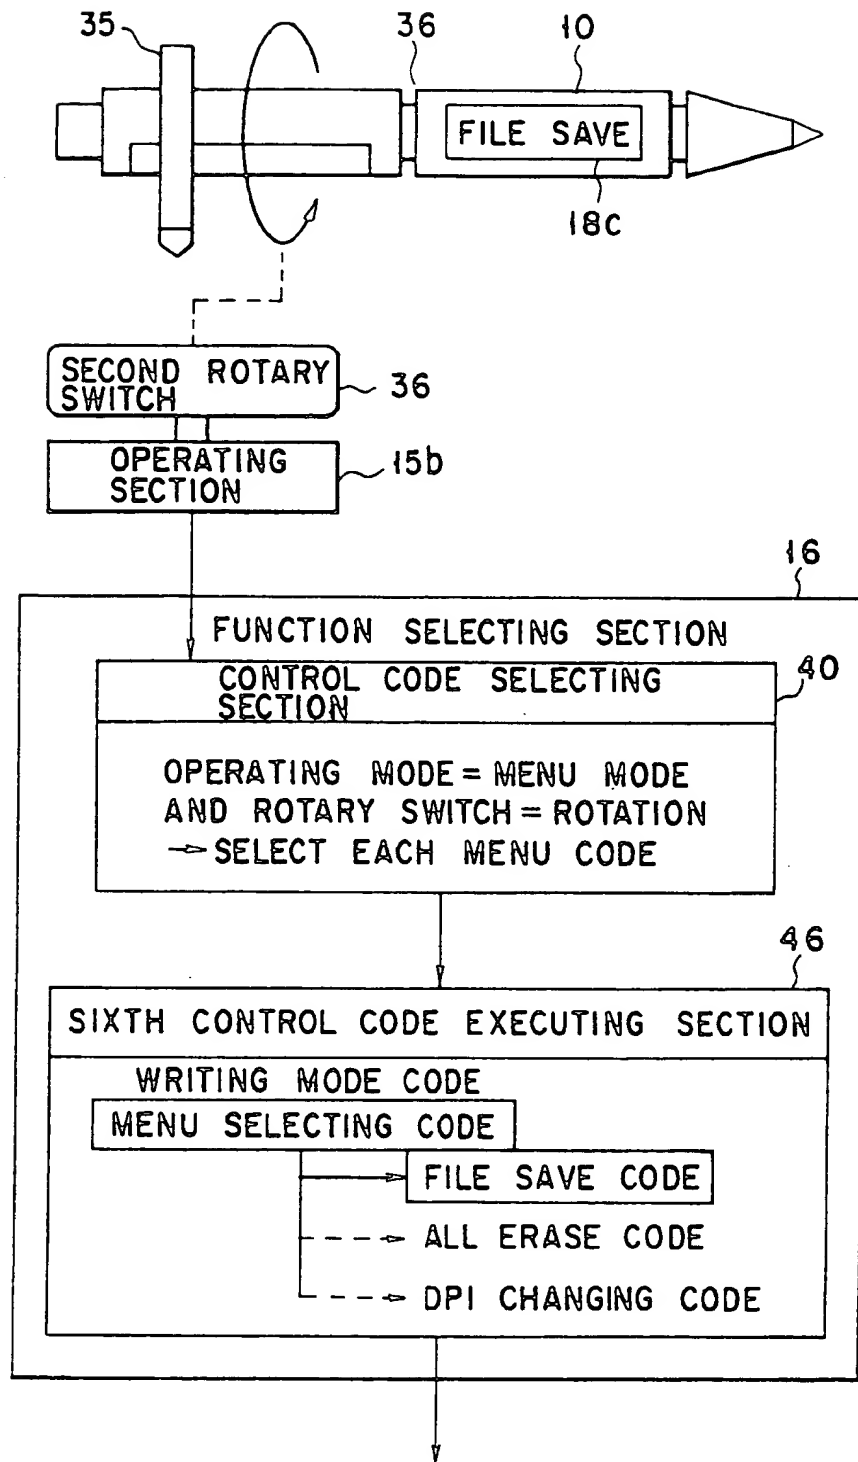 35
36
10
FILE SAVE
18c
SECOND ROTARY
SWITCH
36
OPERATING
SECTION
15b
16
FUNCTION SELECTING SECTION
CONTROL CODE SELECTING
SECTION
40
OPERATING MODE = MENU MODE
AND ROTARY SWITCH = ROTATION
→ SELECT EACH MENU CODE
46
SIXTH CONTROL CODE EXECUTING SECTION
WRITING MODE CODE
MENU SELECTING CODE
FILE SAVE CODE
ALL ERASE CODE
DPI CHANGING CODE